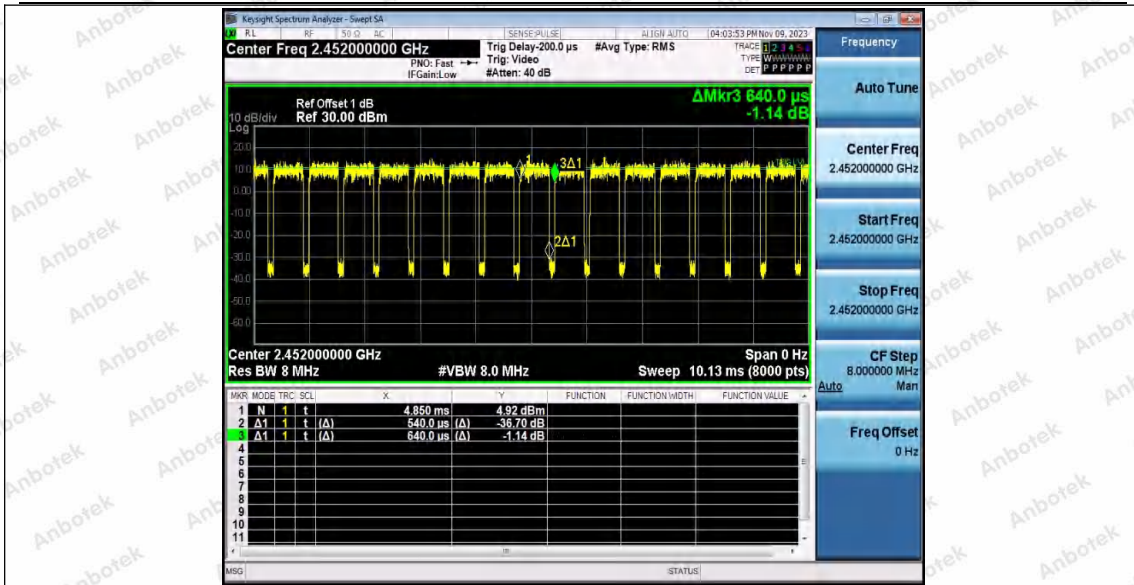 Keysight Spectrum Analyzer - Swept SA
RL RF 50 Ω AC SENSE:PULSE ALIGN AUTO 04:03:53 PM Nov 09, 2023
Center Freq 2.452000000 GHz Trig Delay-200.0 µs #Avg Type: RMS TRACE 1 2 3 4 5 6
PNO: Fast Trig: Video TYPE
IFGain:Low #Atten: 40 dB DET P P P P P P
ΔMkr3 640.0 µs
-1.14 dB
Ref Offset 1 dB
10 dB/div Ref 30.00 dBm
Log
20.0
10.0
0.00
-10.0
-20.0
-30.0
-40.0
-50.0
-60.0
1
3Δ1
2Δ1
Center 2.452000000 GHz Span 0 Hz
Res BW 8 MHz #VBW 8.0 MHz Sweep 10.13 ms (8000 pts)
MKR MODE TRC SCL X Y FUNCTION FUNCTION WIDTH FUNCTION VALUE
1 N 1 t 4.850 ms 4.92 dBm
2 Δ1 1 t (Δ) 540.0 µs (Δ) -36.70 dB
3 Δ1 1 t (Δ) 640.0 µs (Δ) -1.14 dB
4
5
6
7
8
9
10
11
MSG STATUS
Frequency
Auto Tune
Center Freq
2.452000000 GHz
Start Freq
2.452000000 GHz
Stop Freq
2.452000000 GHz
CF Step
8.000000 MHz
Auto Man
Freq Offset
0 Hz
Anbotek